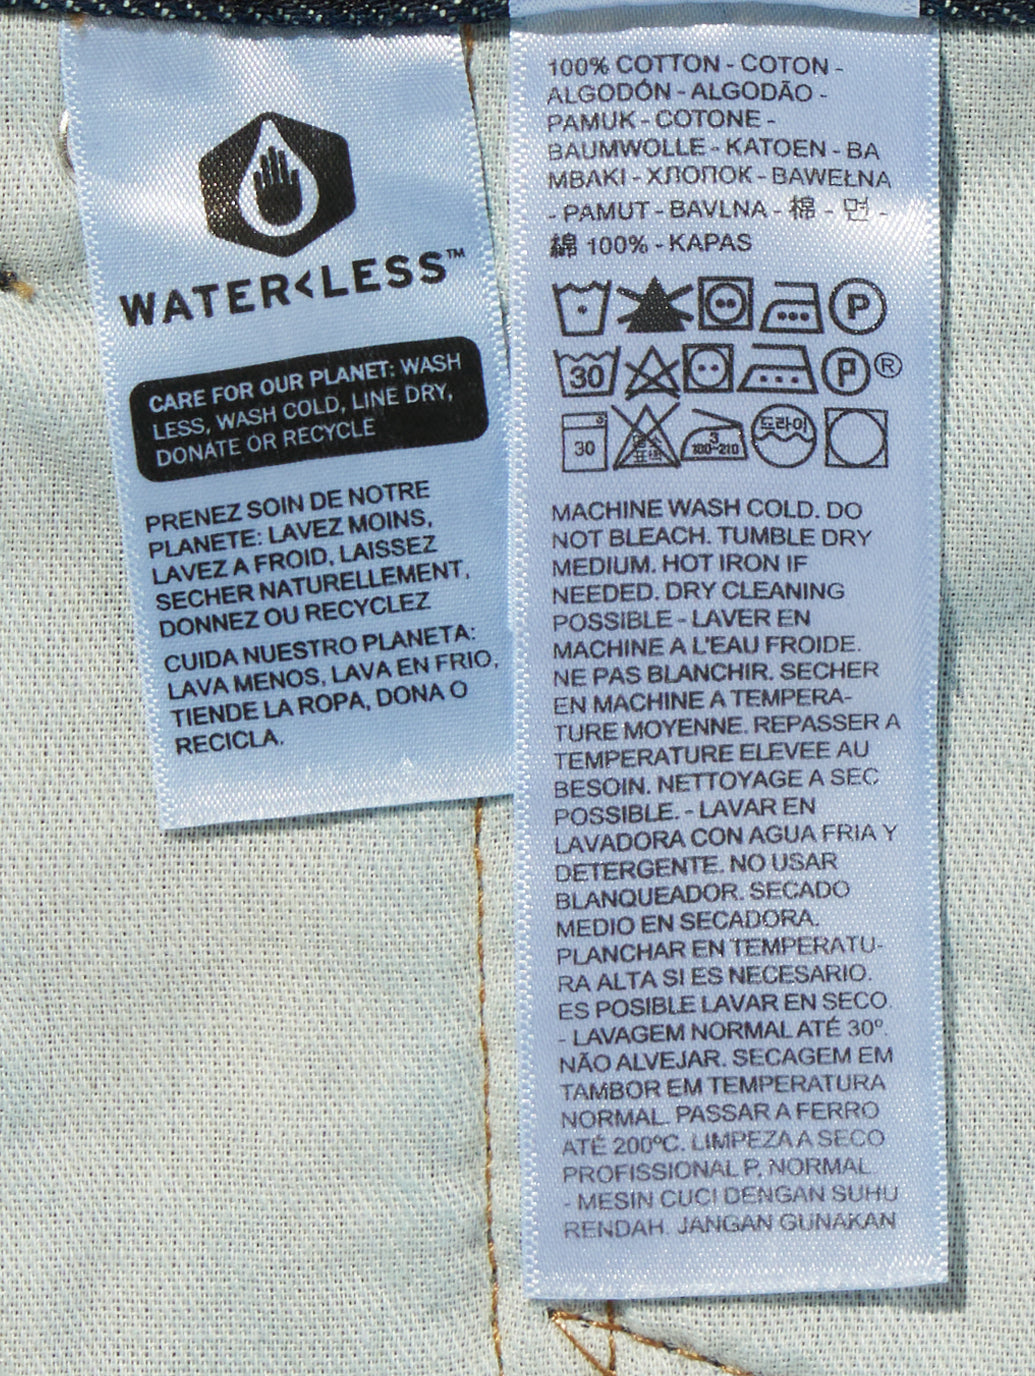 WATER<LESS™
CARE FOR OUR PLANET: WASH
LESS, WASH COLD, LINE DRY,
DONATE OR RECYCLE
PRENEZ SOIN DE NOTRE
PLANETE: LAVEZ MOINS,
LAVEZ A FROID, LAISSEZ
SECHER NATURELLEMENT,
DONNEZ OU RECYCLEZ
CUIDA NUESTRO PLANETA:
LAVA MENOS, LAVA EN FRIO,
TIENDE LA ROPA, DONA O
RECICLA.
100% COTTON - COTON -
ALGODÓN - ALGODÃO -
PAMUK - COTONE -
BAUMWOLLE - KATOEN - BA
MBAKI - ХЛОПОК - BAWEŁNA
- PAMUT - BAVLNA - 棉 - 면 -
綿 100% - KAPAS
P
30 P®
30 3 180~210 드라이
MACHINE WASH COLD. DO
NOT BLEACH. TUMBLE DRY
MEDIUM. HOT IRON IF
NEEDED. DRY CLEANING
POSSIBLE - LAVER EN
MACHINE A L'EAU FROIDE.
NE PAS BLANCHIR. SECHER
EN MACHINE A TEMPERA-
TURE MOYENNE. REPASSER A
TEMPERATURE ELEVEE AU
BESOIN. NETTOYAGE A SEC
POSSIBLE. - LAVAR EN
LAVADORA CON AGUA FRIA Y
DETERGENTE. NO USAR
BLANQUEADOR. SECADO
MEDIO EN SECADORA.
PLANCHAR EN TEMPERATU-
RA ALTA SI ES NECESARIO.
ES POSIBLE LAVAR EN SECO.
- LAVAGEM NORMAL ATÉ 30º.
NÃO ALVEJAR. SECAGEM EM
TAMBOR EM TEMPERATURA
NORMAL. PASSAR A FERRO
ATÉ 200ºC. LIMPEZA A SECO
PROFISSIONAL P, NORMAL.
- MESIN CUCI DENGAN SUHU
RENDAH. JANGAN GUNAKAN